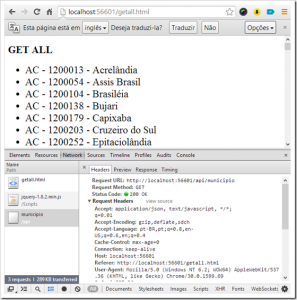 localhost:56601/getall.html
Esta página está em inglês Deseja traduzi-la? Traduzir Não Opções
GET ALL
AC - 1200013 - Acrelândia
AC - 1200054 - Assis Brasil
AC - 1200104 - Brasiléia
AC - 1200138 - Bujari
AC - 1200179 - Capixaba
AC - 1200203 - Cruzeiro do Sul
AC - 1200252 - Epitaciolândia
Elements Resources Network Sources Timeline Profiles Audits Console
Name Path
Headers Preview Response Timing
getall.html
jquery-1.8.2.min.js
/Scripts
municipio
/api
Request URL: http://localhost:56601/api/municipio
Request Method: GET
Status Code: 200 OK
Request Headers view source
Accept: application/json, text/javascript, */*;
q=0.01
Accept-Encoding: gzip,deflate,sdch
Accept-Language: pt-BR,pt;q=0.8,en-
US;q=0.6,en;q=0.4
Cache-Control: max-age=0
Connection: keep-alive
Host: localhost:56601
Referer: http://localhost:56601/getall.html
User-Agent: Mozilla/5.0 (Windows NT 6.2; WOW64) AppleWebKit/537
.36 (KHTML, like Gecko) Chrome/30.0.1599.69
3 requests | 289 KB transferred
All Documents Stylesheets Images Scripts XHR